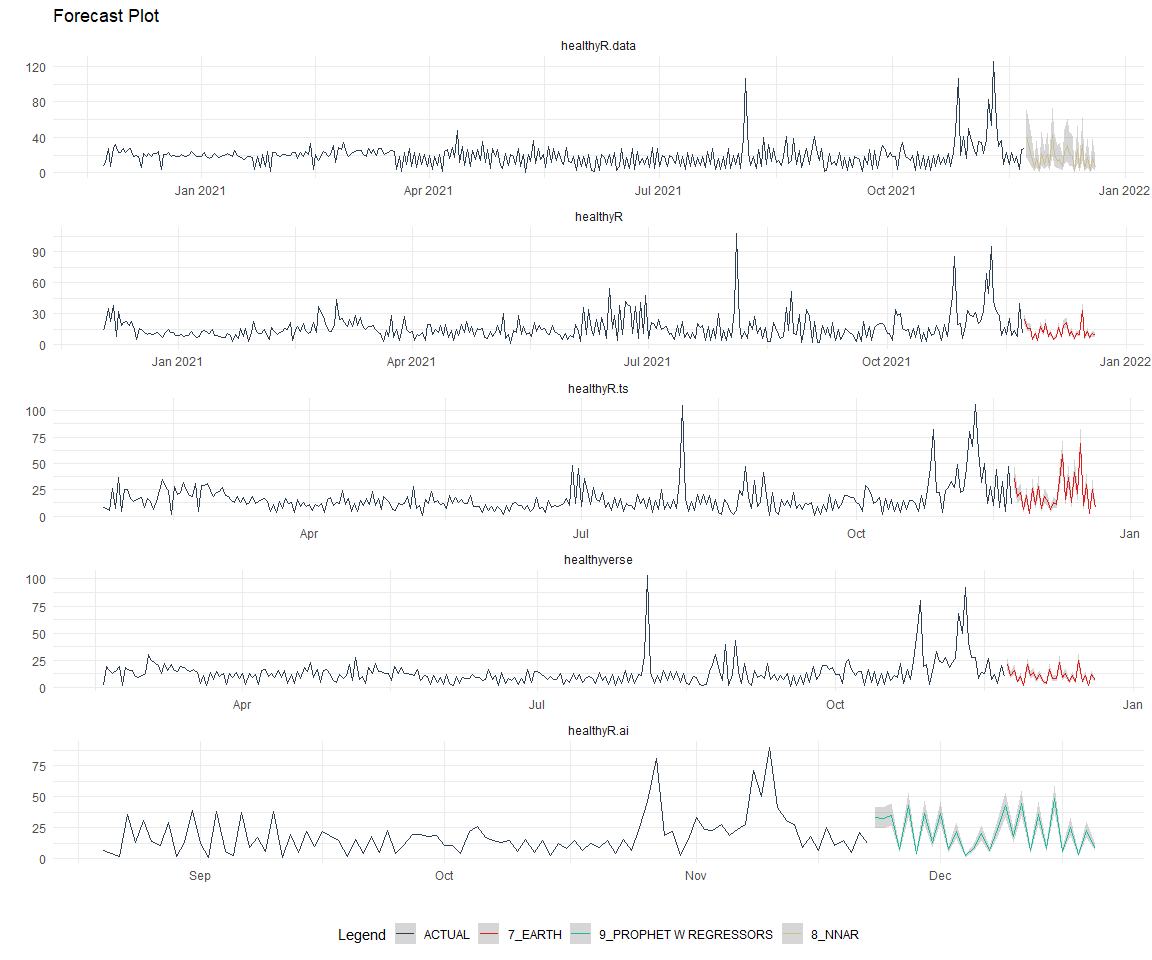 Forecast Plot
healthyR.data
120
80
40
0
Jan 2021 Apr 2021 Jul 2021 Oct 2021 Jan 2022
healthyR
90
60
30
0
Jan 2021 Apr 2021 Jul 2021 Oct 2021 Jan 2022
healthyR.ts
100
75
50
25
0
Apr Jul Oct Jan
healthyverse
100
75
50
25
0
Apr Jul Oct Jan
healthyR.ai
75
50
25
0
Sep Oct Nov Dec
Legend ACTUAL 7_EARTH 9_PROPHET W REGRESSORS 8_NNAR